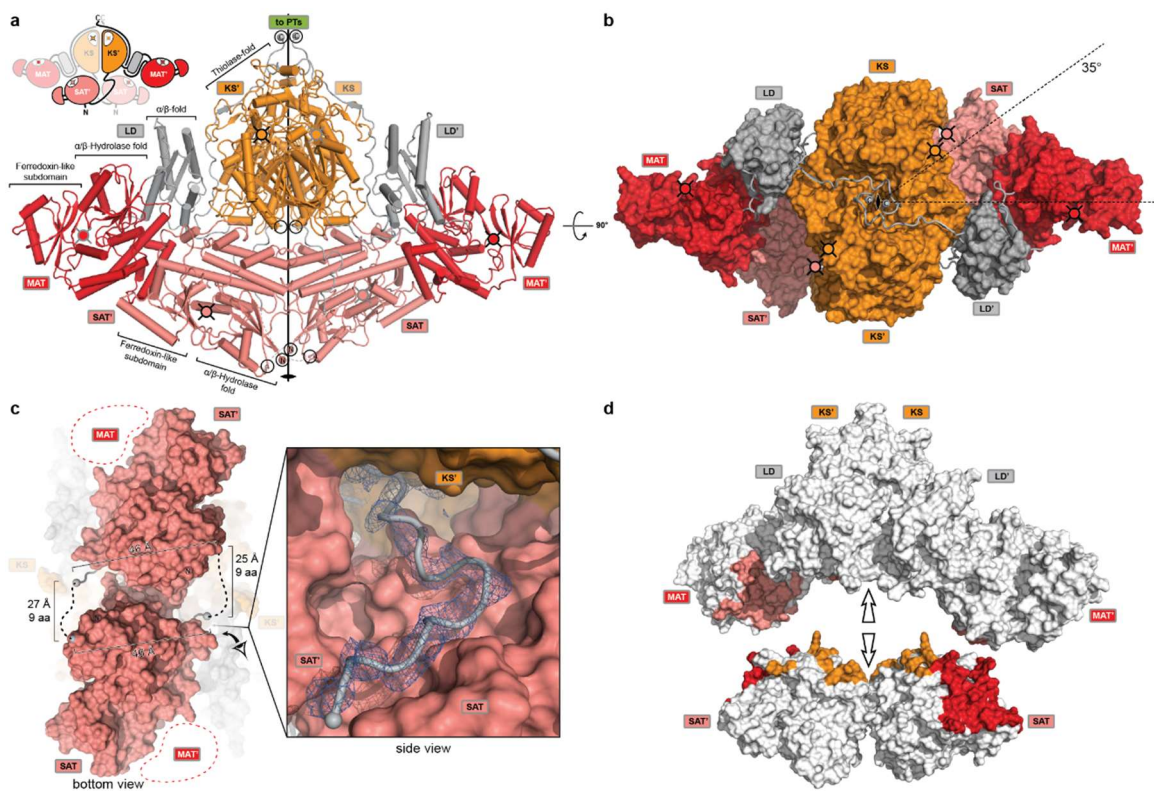 a
CC
KS
KS'
MAT
MAT'
SAT'
SAT
N
to PTs
C
C
Thiolase-fold
KS'
KS
α/β-fold
LD
LD'
α/β-Hydrolase fold
Ferredoxin-like
subdomain
MAT
MAT'
SAT'
SAT
Ferredoxin-like
subdomain
α/β-Hydrolase
fold
N
N
90°
b
KS
35°
LD
SAT
MAT
MAT'
SAT'
LD'
KS'
c
SAT'
MAT
KS
25 Å
9 aa
N
27 Å
9 aa
KS
MAT'
SAT
bottom view
KS'
SAT'
SAT
side view
d
KS'
KS
LD
LD'
MAT
MAT'
SAT'
SAT